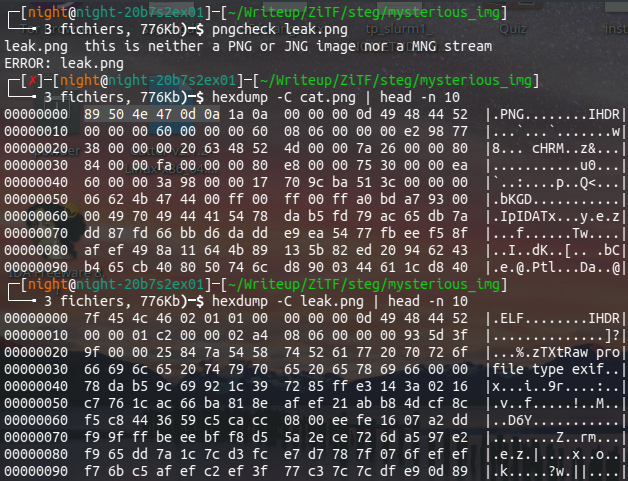 ┌─[night@night-20b7s2ex01]─[~/Writeup/ZiTF/steg/mysterious_img]
└──╼ 3 fichiers, 776Kb)─$ pngcheck leak.png
leak.png  this is neither a PNG or JNG image nor a MNG stream
ERROR: leak.png
┌─[✗]─[night@night-20b7s2ex01]─[~/Writeup/ZiTF/steg/mysterious_img]
└──╼ 3 fichiers, 776Kb)─$ hexdump -C cat.png | head -n 10
00000000  89 50 4e 47 0d 0a 1a 0a  00 00 00 0d 49 48 44 52  |.PNG........IHDR|
00000010  00 00 00 60 00 00 00 60  08 06 00 00 00 e2 98 77  |...`...`.......w|
00000020  38 00 00 00 20 63 48 52  4d 00 00 7a 26 00 00 80  |8... cHRM..z&...|
00000030  84 00 00 fa 00 00 00 80  e8 00 00 75 30 00 00 ea  |...........u0...|
00000040  60 00 00 3a 98 00 00 17  70 9c ba 51 3c 00 00 00  |`..:....p..Q<...|
00000050  06 62 4b 47 44 00 ff 00  ff 00 ff a0 bd a7 93 00  |.bKGD...........|
00000060  00 49 70 49 44 41 54 78  da b5 fd 79 ac 65 db 7a  |.IpIDATx...y.e.z|
00000070  dd 87 fd 66 bb d6 da dd  e9 ea 54 77 fb ee f5 8f  |...f......Tw....|
00000080  af ef 49 8a 11 64 4b 89  13 5b 82 ed 20 94 62 43  |..I..dK..[.. .bC|
00000090  b4 65 cb 40 80 50 74 6c  d8 90 03 44 61 1c d8 40  |.e.@.Ptl...Da..@|
└──╼ 3 fichiers, 776Kb)─$ hexdump -C leak.png | head -n 10
00000000  7f 45 4c 46 02 01 01 00  00 00 00 0d 49 48 44 52  |.ELF........IHDR|
00000010  00 00 01 c2 00 00 02 a4  08 06 00 00 00 93 5d 3f  |..............]?|
00000020  9f 00 00 25 84 7a 54 58  74 52 61 77 20 70 72 6f  |...%.zTXtRaw pro|
00000030  66 69 6c 65 20 74 79 70  65 20 65 78 69 66 00 00  |file type exif..|
00000040  78 da b5 9c 69 92 1c 39  72 85 ff e3 14 3a 02 16  |x...i..9r....:..|
00000050  c7 76 1c ac 66 ba 81 8e  af ef 21 ab b8 4d cf 8c  |.v..f.....!..M..|
00000060  f5 c8 44 36 59 c5 ca cc  08 00 ee fe 16 07 a2 dd  |..D6Y...........|
00000070  f9 9f ff be ee bf f8 d5  5a 2e ce 72 6d a5 97 e2  |........Z..rm...|
00000080  f9 65 dd 7a 1c 7c d3 fc  e7 d7 78 7f 07 6f ef ef  |.e.z.|....x..o..|
00000090  f7 6b c5 af ef c2 ef 3f  77 c3 7c 7c df e9 0d 89  |.k.....?w.||....|